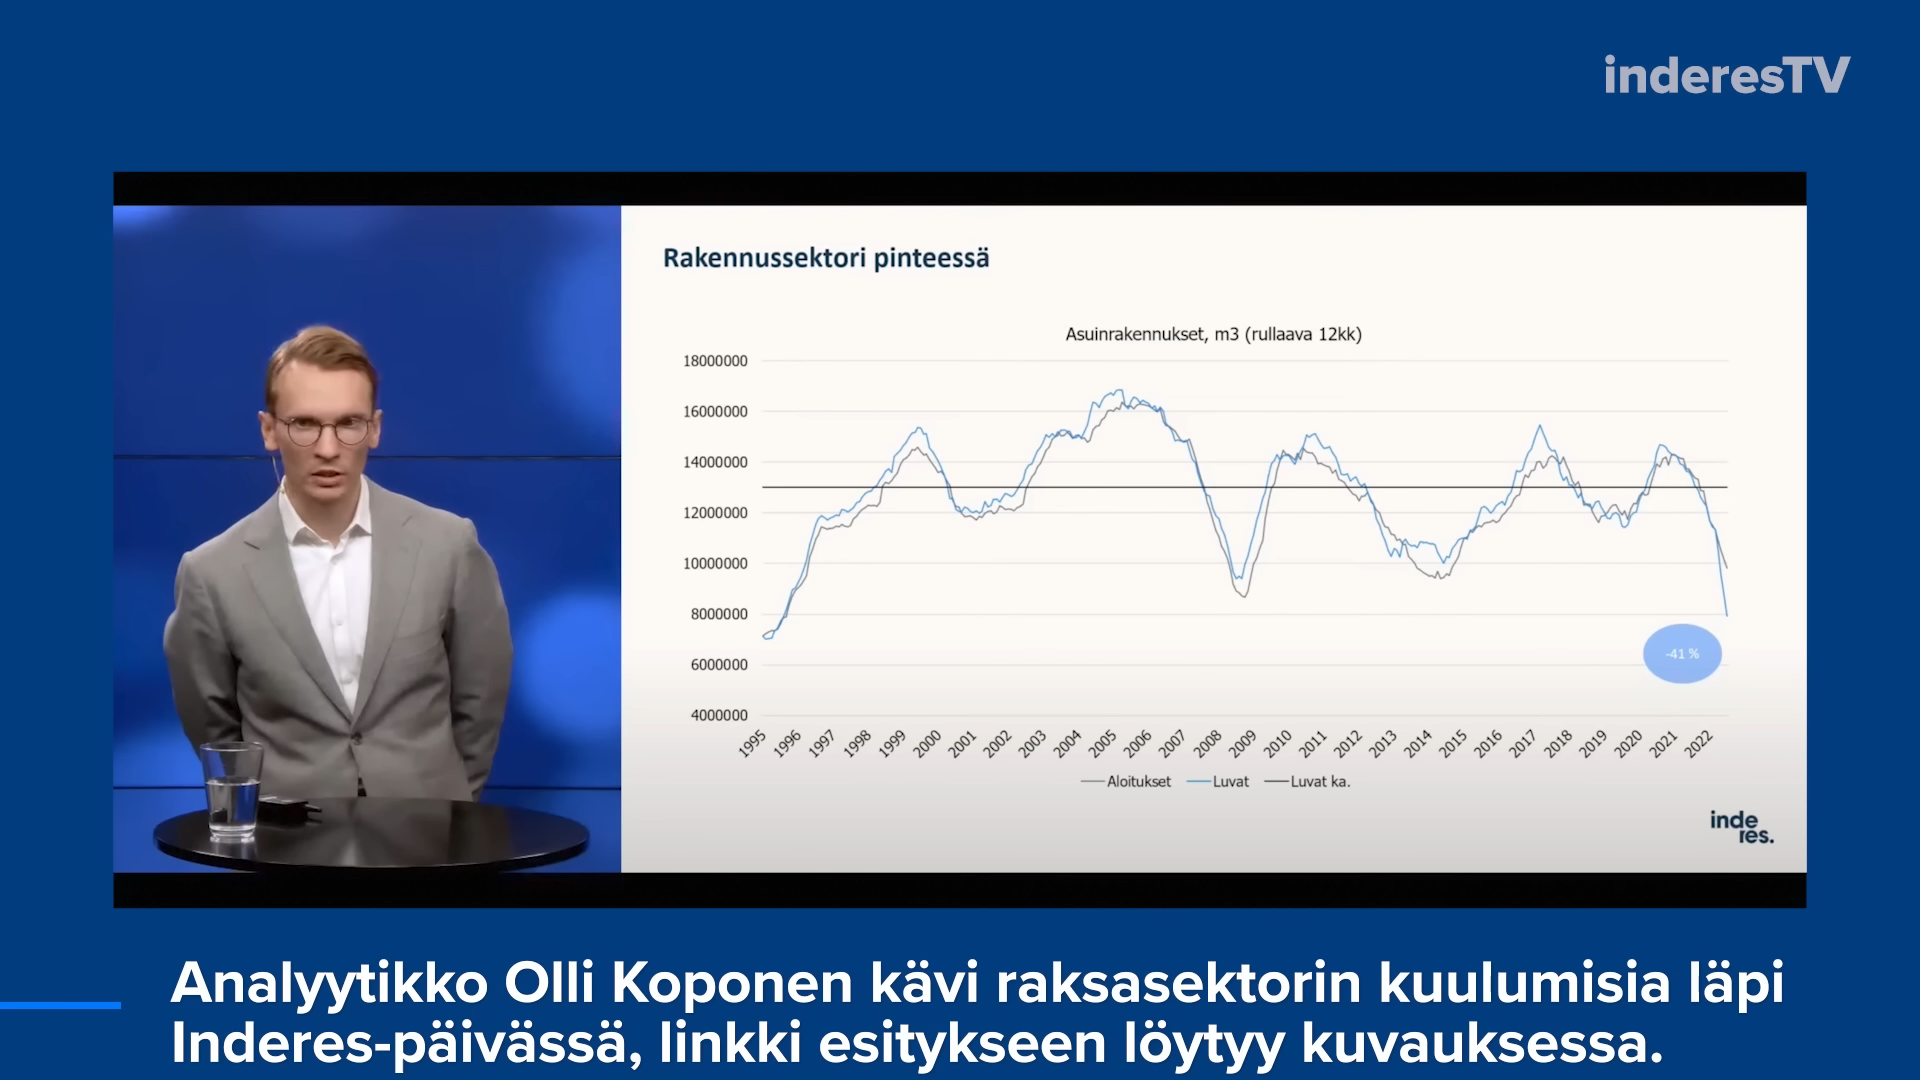 inderesTV
Rakennussektori pinteessä
Asuinrakennukset, m3 (rullaava 12kk)
18000000
16000000
14000000
12000000
10000000
8000000
6000000
4000000
-41 %
1995 1996 1997 1998 1999 2000 2001 2002 2003 2004 2005 2006 2007 2008 2009 2010 2011 2012 2013 2014 2015 2016 2017 2018 2019 2020 2021 2022
Aloitukset Luvat Luvat ka.
inde
res.
Analyytikko Olli Koponen kävi raksasektorin kuulumisia läpi
Inderes-päivässä, linkki esitykseen löytyy kuvauksessa.